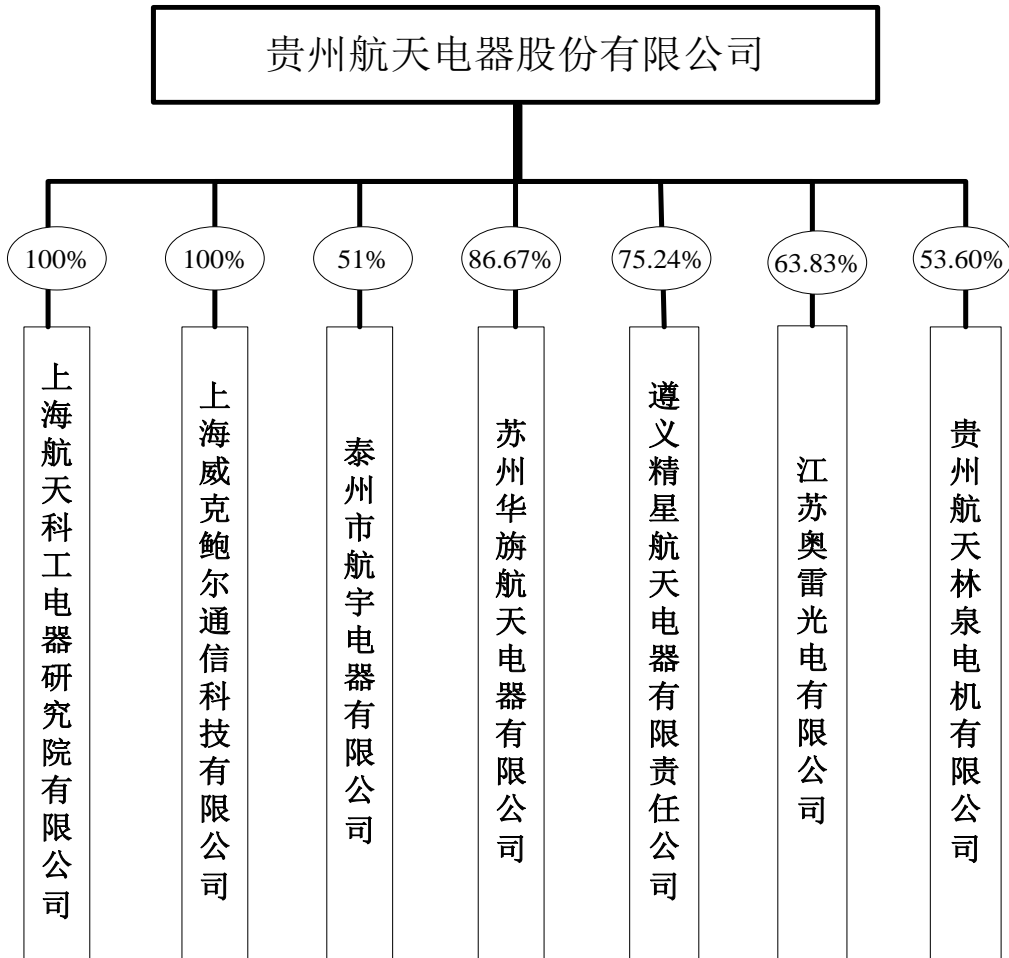 贵州航天电器股份有限公司
100%
100%
51%
86.67%
75.24%
63.83%
53.60%
上海航天科工电器研究院有限公司
上海威克鲍尔通信科技有限公司
泰州市航宇电器有限公司
苏州华旃航天电器有限公司
遵义精星航天电器有限责任公司
江苏奥雷光电有限公司
贵州航天林泉电机有限公司